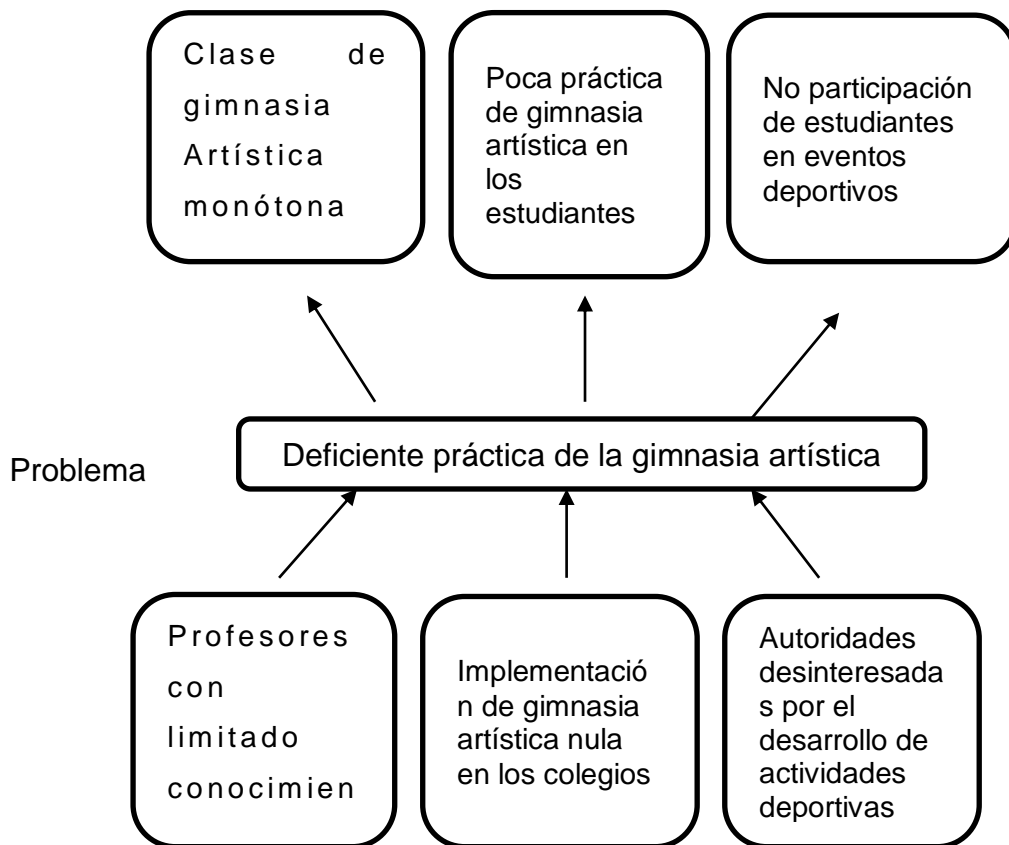 Clase de
gimnasia
Artística
monótona
Poca práctica
de gimnasia
artística en
los
estudiantes
No participación
de estudiantes
en eventos
deportivos
Problema
Deficiente práctica de la gimnasia artística
Profesores
con
limitado
conocimien
Implementació
n de gimnasia
artística nula
en los colegios
Autoridades
desinteresada
s por el
desarrollo de
actividades
deportivas